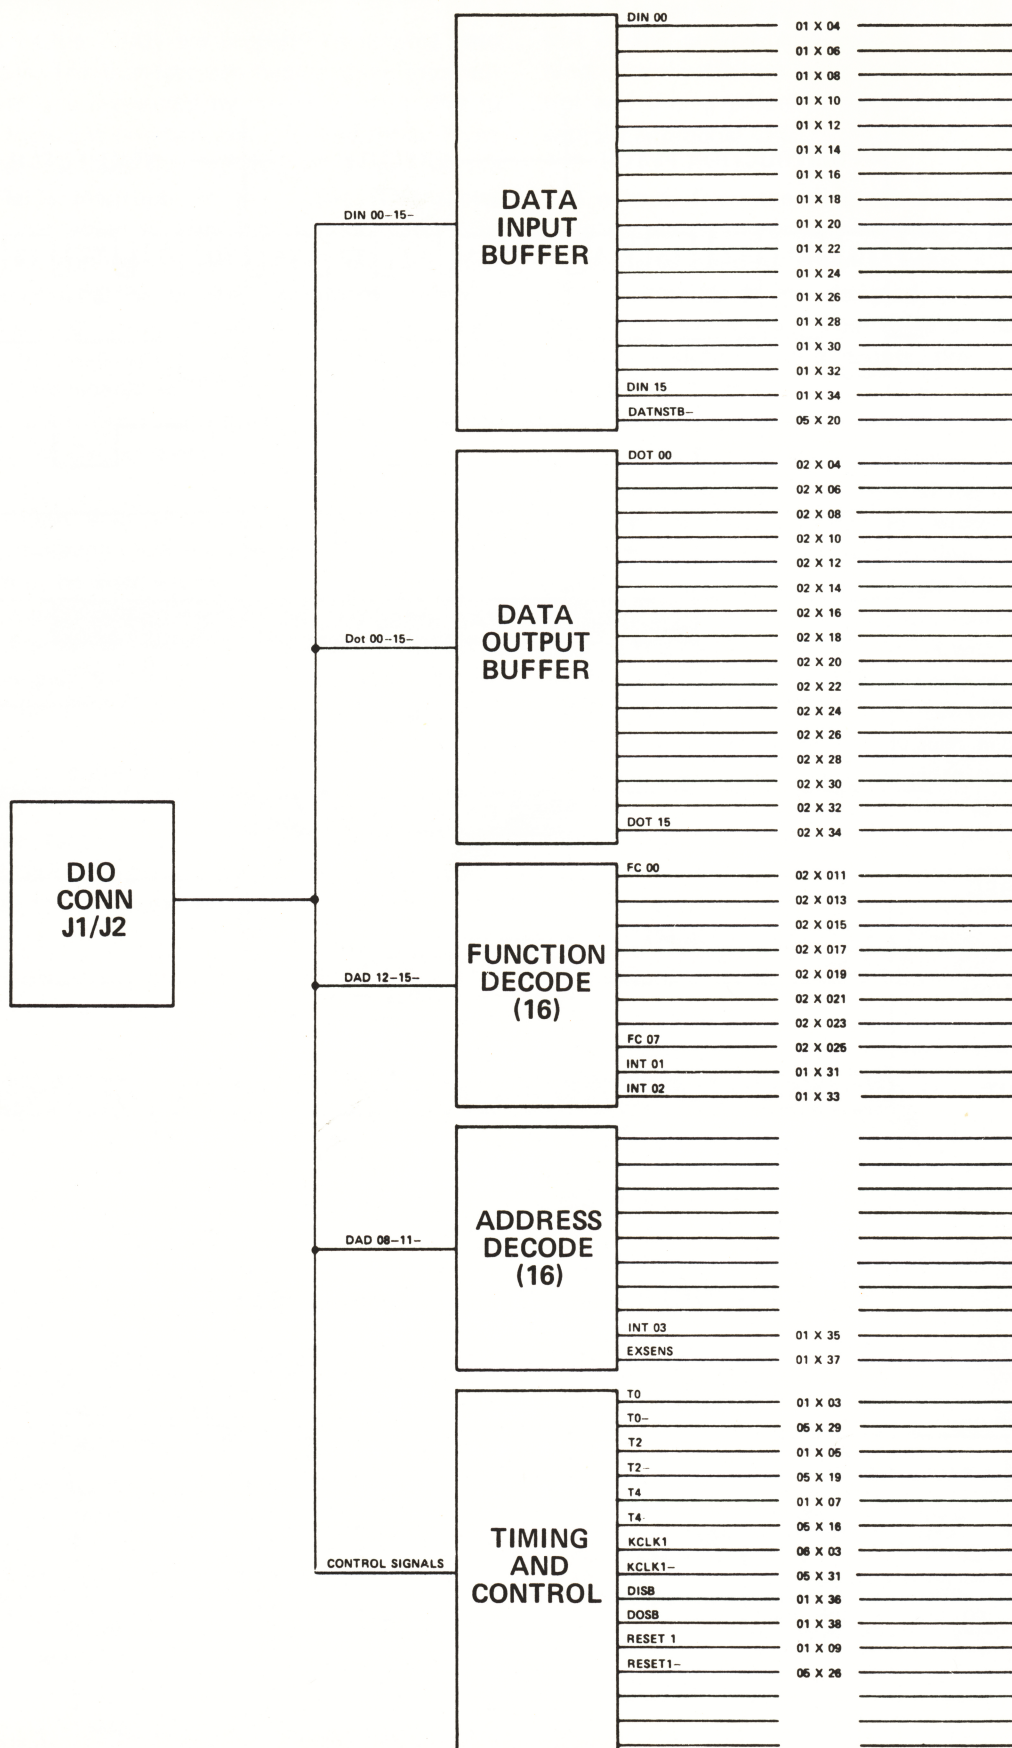 DIN 00
01 X 04
01 X 06
01 X 08
01 X 10
01 X 12
01 X 14
01 X 16
01 X 18
01 X 20
01 X 22
01 X 24
01 X 26
01 X 28
01 X 30
01 X 32
DIN 15
01 X 34
DATNSTB-
05 X 20
DIN 00-15-
DATA
INPUT
BUFFER
DOT 00
02 X 04
02 X 06
02 X 08
02 X 10
02 X 12
02 X 14
02 X 16
02 X 18
02 X 20
02 X 22
02 X 24
02 X 26
02 X 28
02 X 30
02 X 32
DOT 15
02 X 34
Dot 00--15-
DATA
OUTPUT
BUFFER
DIO
CONN
J1/J2
FC 00
02 X 011
02 X 013
02 X 015
02 X 017
02 X 019
02 X 021
02 X 023
FC 07
02 X 025
INT 01
01 X 31
INT 02
01 X 33
DAD 12-15-
FUNCTION
DECODE
(16)
DAD 08-11-
ADDRESS
DECODE
(16)
INT 03
01 X 35
EXSENS
01 X 37
T0
01 X 03
T0-
05 X 29
T2
01 X 05
T2-
05 X 19
T4
01 X 07
T4-
05 X 16
KCLK1
06 X 03
KCLK1-
05 X 31
DISB
01 X 36
DOSB
01 X 38
RESET 1
01 X 09
RESET1-
05 X 26
CONTROL SIGNALS
TIMING
AND
CONTROL